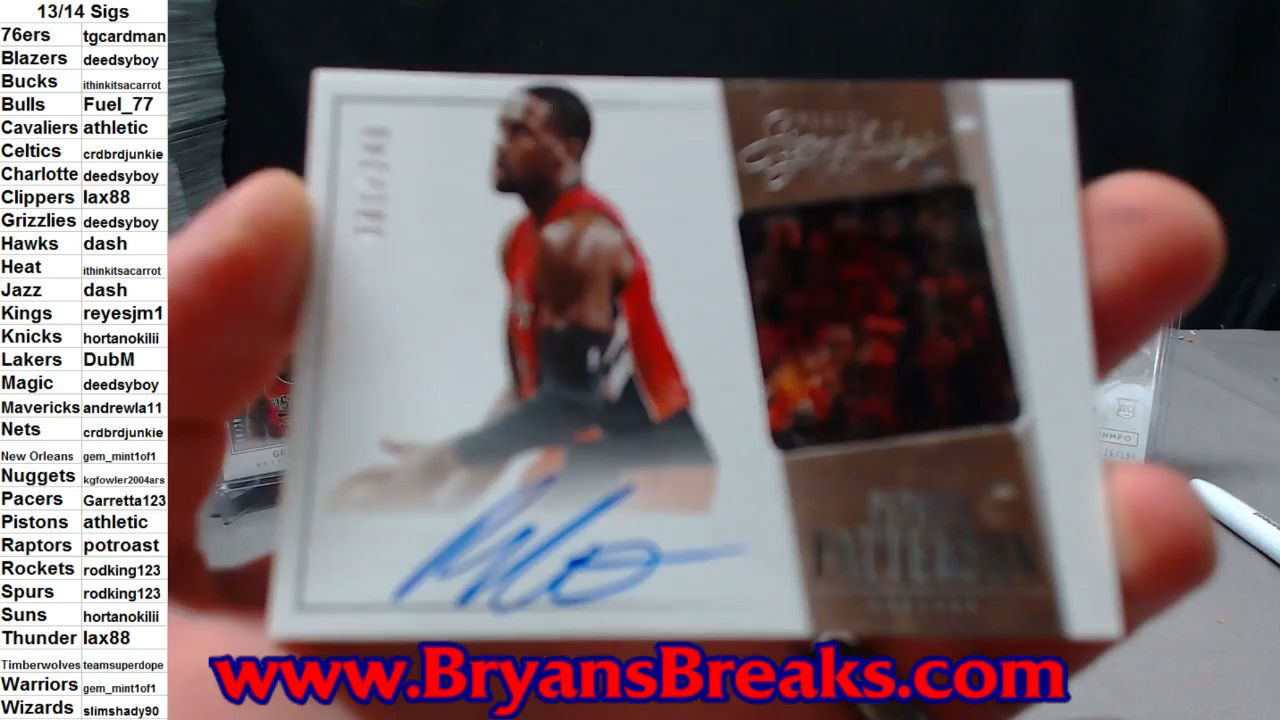 13/14 Sigs
76ers tgcardman
Blazers deedsyboy
Bucks ithinkitsacarrot
Bulls Fuel_77
Cavaliers athletic
Celtics crdbrdjunkie
Charlotte deedsyboy
Clippers lax88
Grizzlies deedsyboy
Hawks dash
Heat ithinkitsacarrot
Jazz dash
Kings reyesjm1
Knicks hortanokilii
Lakers DubM
Magic deedsyboy
Mavericks andrewla11
Nets crdbrdjunkie
New Orleans gem_mint1of1
Nuggets kgfowler2004ars
Pacers Garretta123
Pistons athletic
Raptors potroast
Rockets rodking123
Spurs rodking123
Suns hortanokilii
Thunder lax88
Timberwolves teamsuperdope
Warriors gem_mint1of1
Wizards slimshady90
PATTERSON
www.BryansBreaks.com